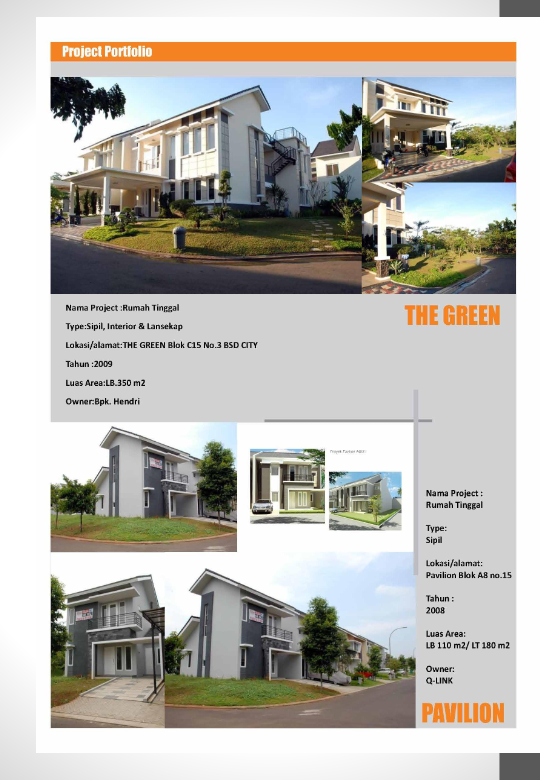 Project Portfolio
Nama Project :Rumah Tinggal
Type:Sipil, Interior & Lansekap
Lokasi/alamat:THE GREEN Blok C15 No.3 BSD CITY
Tahun :2009
Luas Area:LB.350 m2
Owner:Bpk. Hendri
THE GREEN
Nama Project :
Rumah Tinggal
Type:
Sipil
Lokasi/alamat:
Pavilion Blok A8 no.15
Tahun :
2008
Luas Area:
LB 110 m2/ LT 180 m2
Owner:
Q-LINK
PAVILION